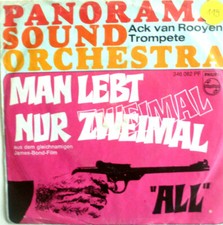 PANORAMA
SOUND
ORCHESTRA
Ack van Rooyen
Trompete
MAN LEBT
NUR ZWEIMAL
aus dem gleichnamigen
James-Bond-Film
"ALL"